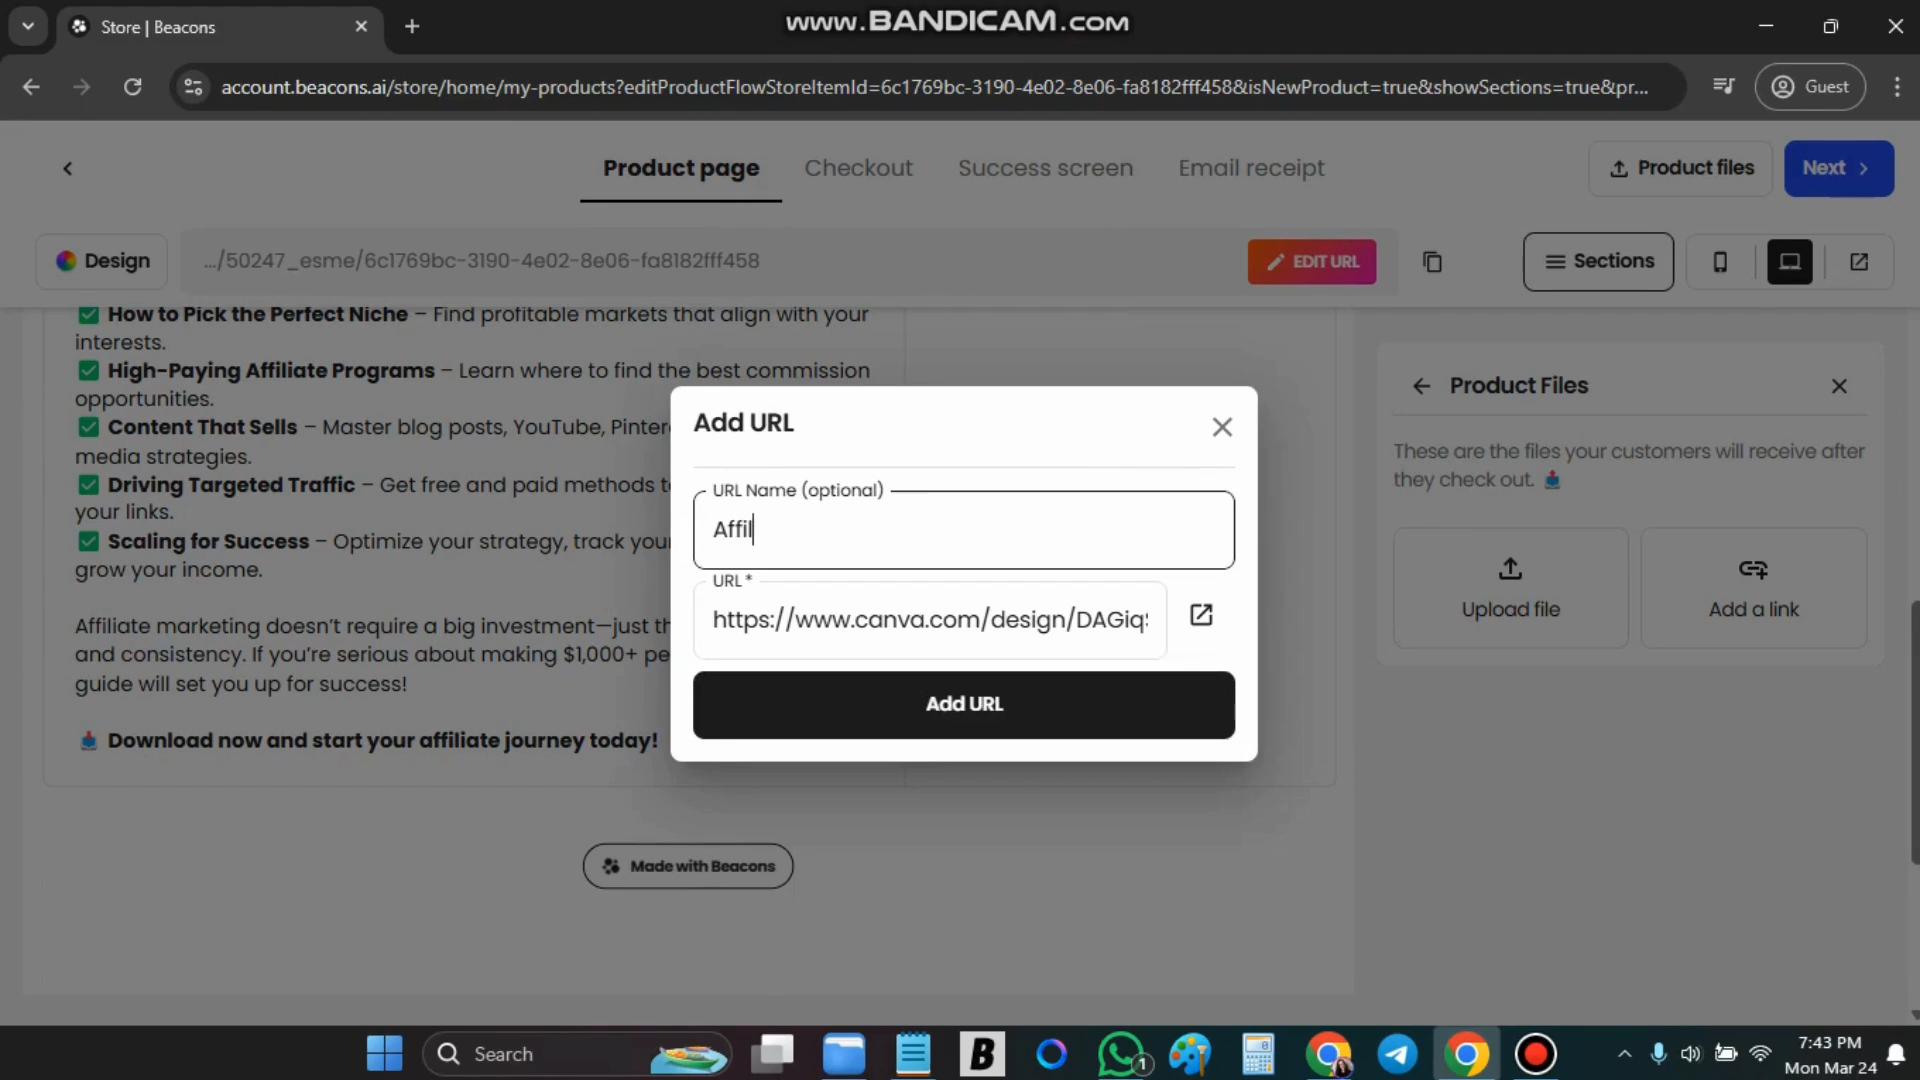 Store | Beacons
www.BANDICAM.com
account.beacons.ai/store/home/my-products?editProductFlowStoreItemId=6c1769bc-3190-4e02-8e06-fa8182fff458&isNewProduct=true&showSections=true&pr...
Guest
Product page
Checkout
Success screen
Email receipt
Product files
Next
Design
.../50247_esme/6c1769bc-3190-4e02-8e06-fa8182fff458
EDIT URL
Sections
✅ How to Pick the Perfect Niche – Find profitable markets that align with your
interests.
✅ High-Paying Affiliate Programs – Learn where to find the best commission
opportunities.
✅ Content That Sells – Master blog posts, YouTube,
media strategies.
✅ Driving Targeted Traffic – Get free and paid methods
your links.
✅ Scaling for Success – Optimize your strategy, track
grow your income.
Affiliate marketing doesn't require a big investment—just
and consistency. If you're serious about making $1,000+
guide will set you up for success!
📥 Download now and start your affiliate journey today!
Made with Beacons
Add URL
URL Name (optional)
Affil
URL *
https://www.canva.com/design/DAGiq
Add URL
Product Files
These are the files your customers will receive after
they check out. 📥
Upload file
Add a link
Search
1
7:43 PM
Mon Mar 24